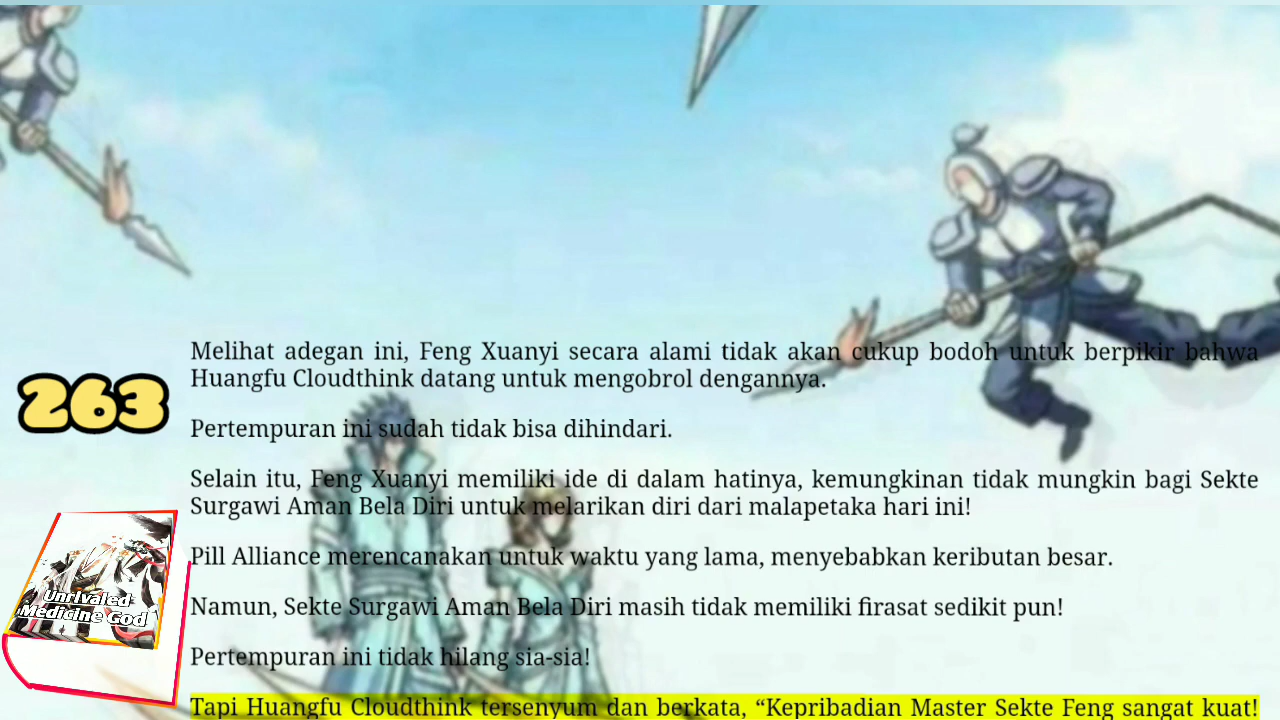 Melihat adegan ini, Feng Xuanyi secara alami tidak akan cukup bodoh untuk berpikir bahwa
Huangfu Cloudthink datang untuk mengobrol dengannya.
263
Pertempuran ini sudah tidak bisa dihindari.
Selain itu, Feng Xuanyi memiliki ide di dalam hatinya, kemungkinan tidak mungkin bagi Sekte
Surgawi Aman Bela Diri untuk melarikan diri dari malapetaka hari ini!
Pill Alliance merencanakan untuk waktu yang lama, menyebabkan keributan besar.
Namun, Sekte Surgawi Aman Bela Diri masih tidak memiliki firasat sedikit pun!
Unrivaled
Medicine God
Pertempuran ini tidak hilang sia-sia!
Tapi Huangfu Cloudthink tersenyum dan berkata, “Kepribadian Master Sekte Feng sangat kuat!